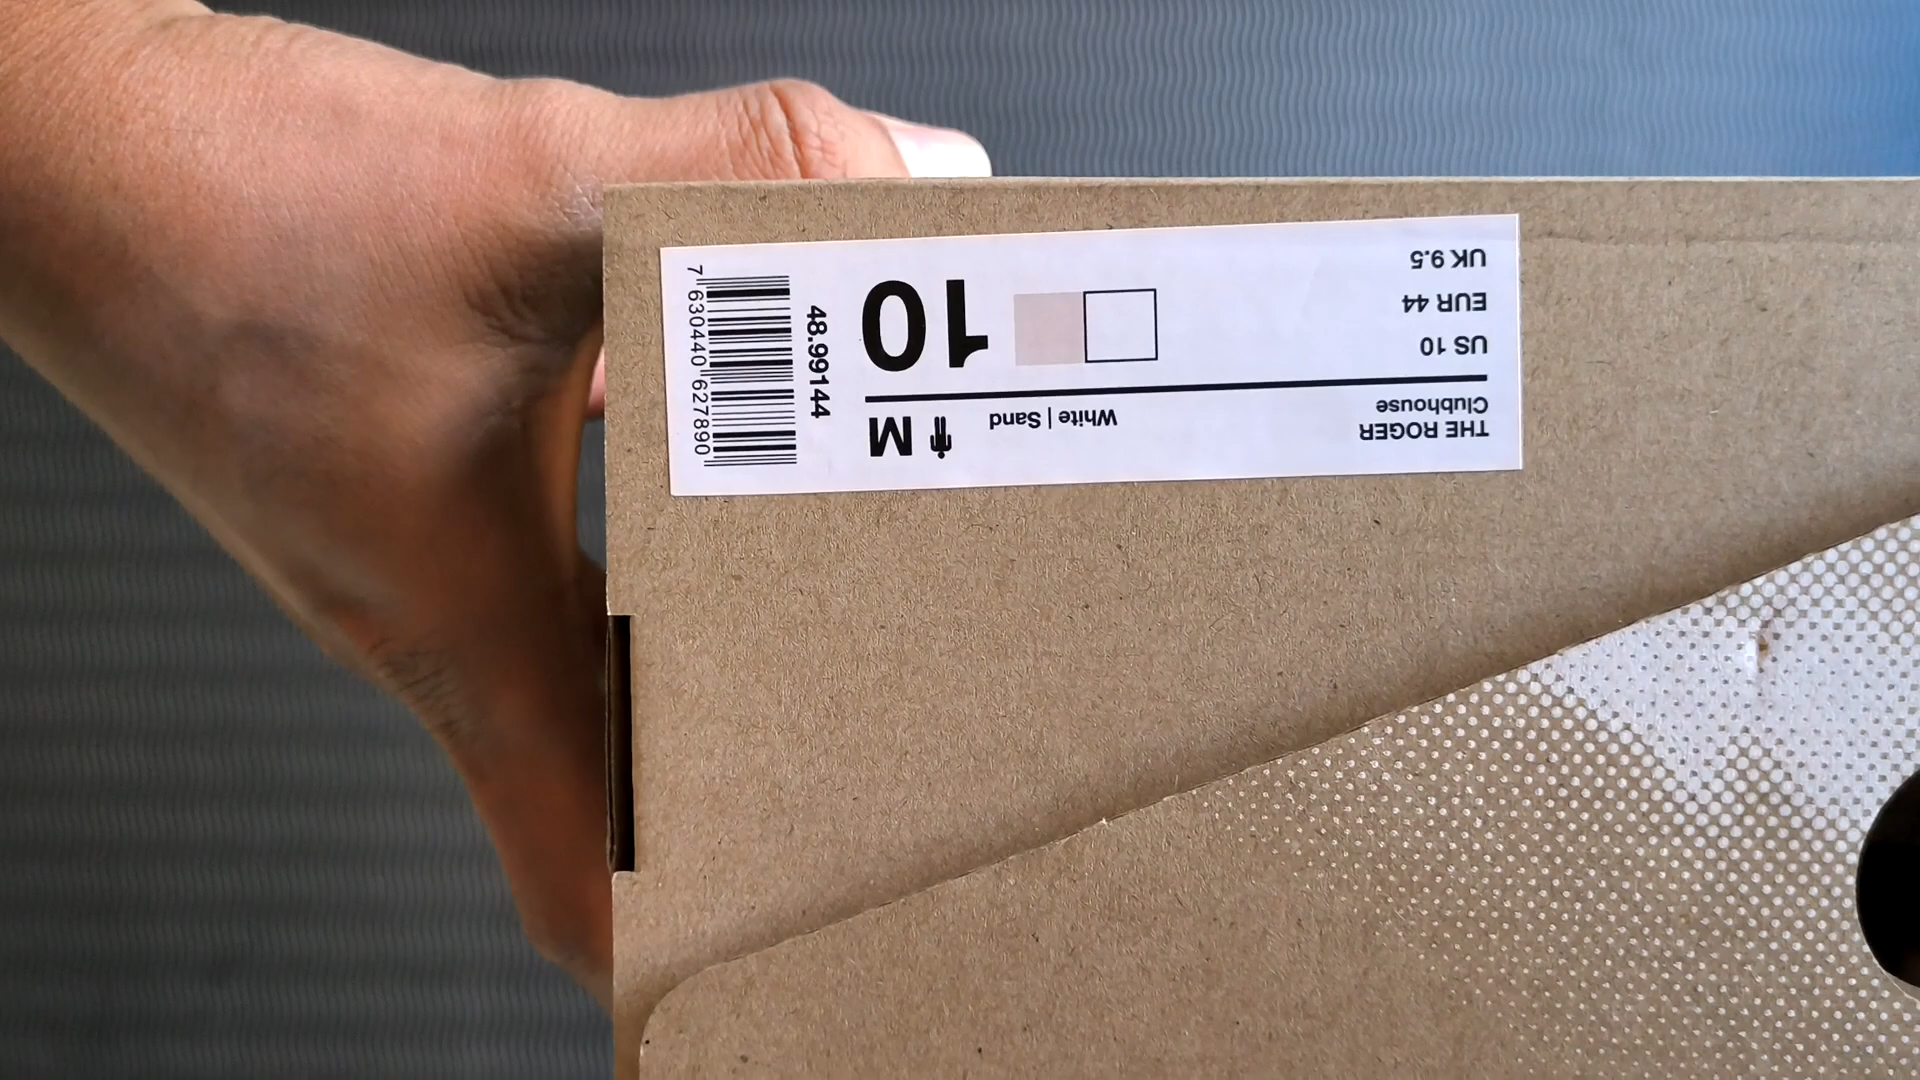 THE ROGER
Clubhouse
US 10
EUR 44
UK 9.5
White | Sand
M
10
48.99144
7 630440 627890